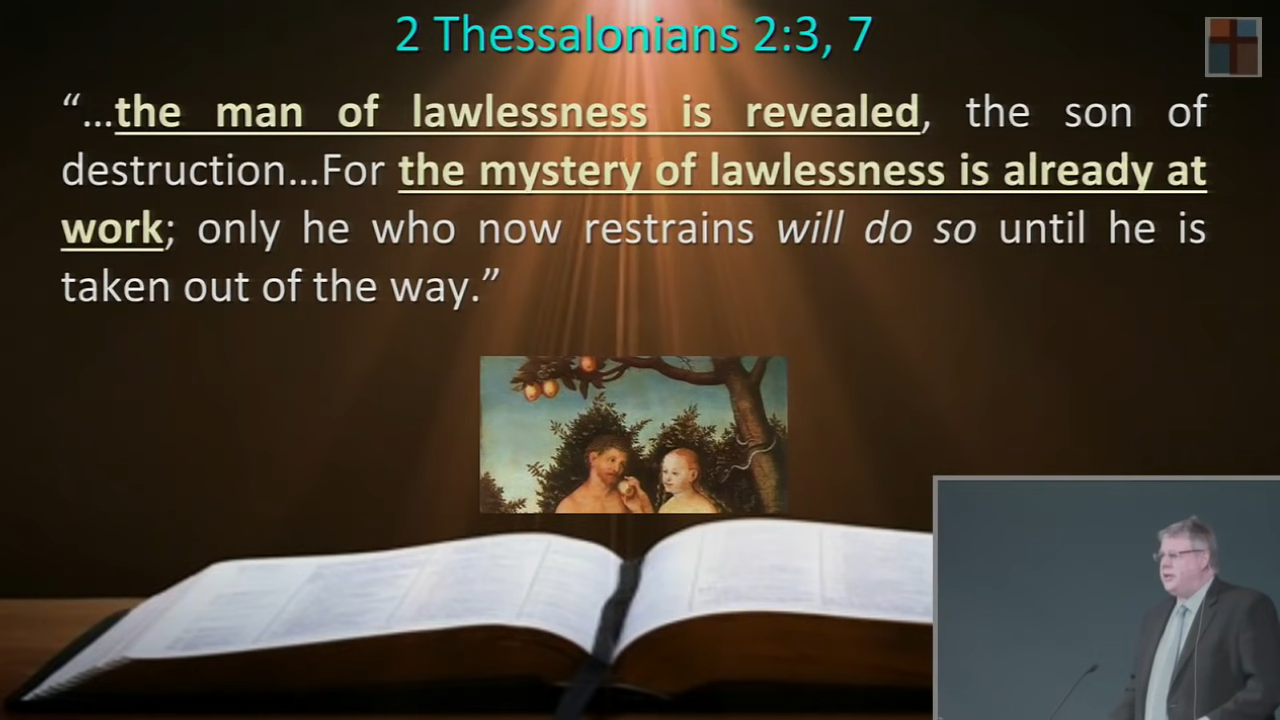 2 Thessalonians 2:3, 7
“…the man of lawlessness is revealed, the son of
destruction…For the mystery of lawlessness is already at
work; only he who now restrains will do so until he is
taken out of the way.”